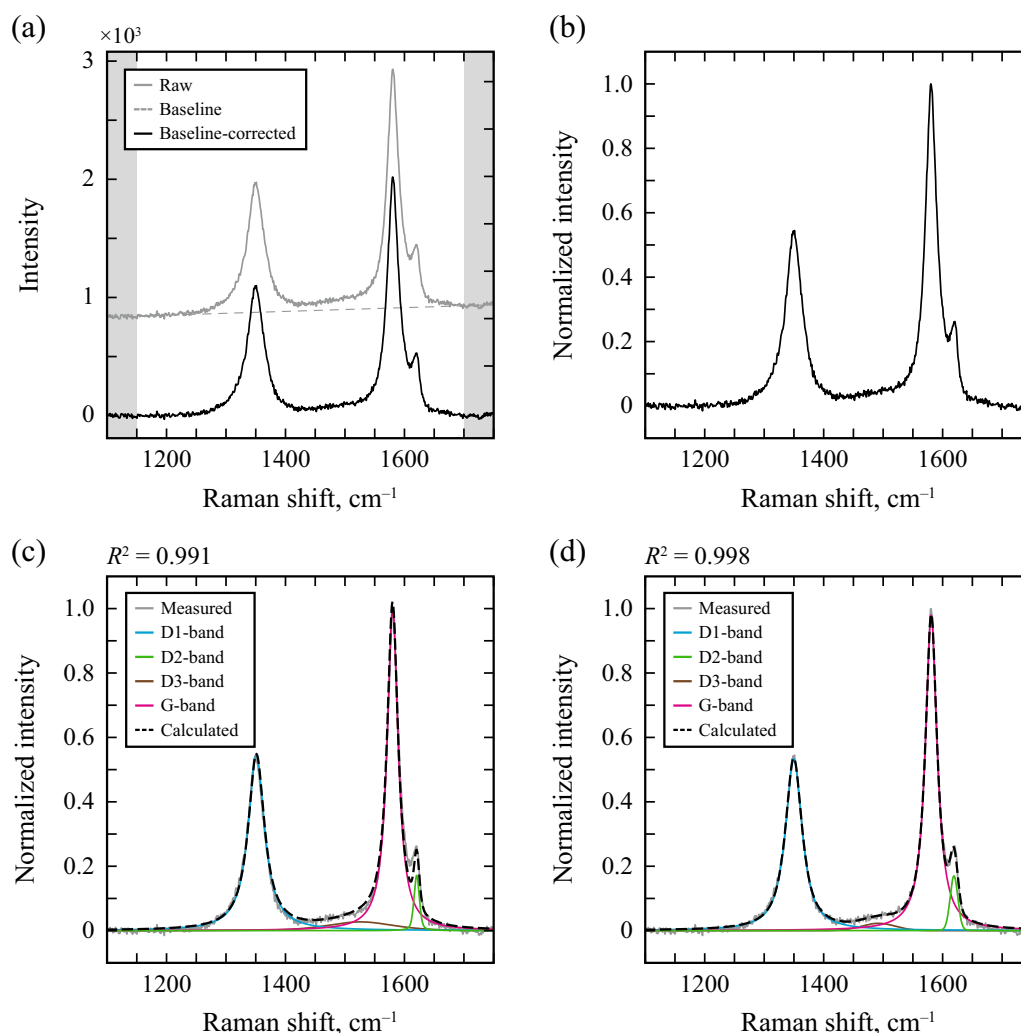 (a)
×10³
3
2
1
0
Intensity
Raw
Baseline
Baseline-corrected
1200 1400 1600
Raman shift, cm⁻¹
(b)
1.0
0.8
0.6
0.4
0.2
0
Normalized intensity
1200 1400 1600
Raman shift, cm⁻¹
(c)
R² = 0.991
1.0
0.8
0.6
0.4
0.2
0
Normalized intensity
Measured
D1-band
D2-band
D3-band
G-band
Calculated
1200 1400 1600
Raman shift, cm⁻¹
(d)
R² = 0.998
1.0
0.8
0.6
0.4
0.2
0
Normalized intensity
Measured
D1-band
D2-band
D3-band
G-band
Calculated
1200 1400 1600
Raman shift, cm⁻¹